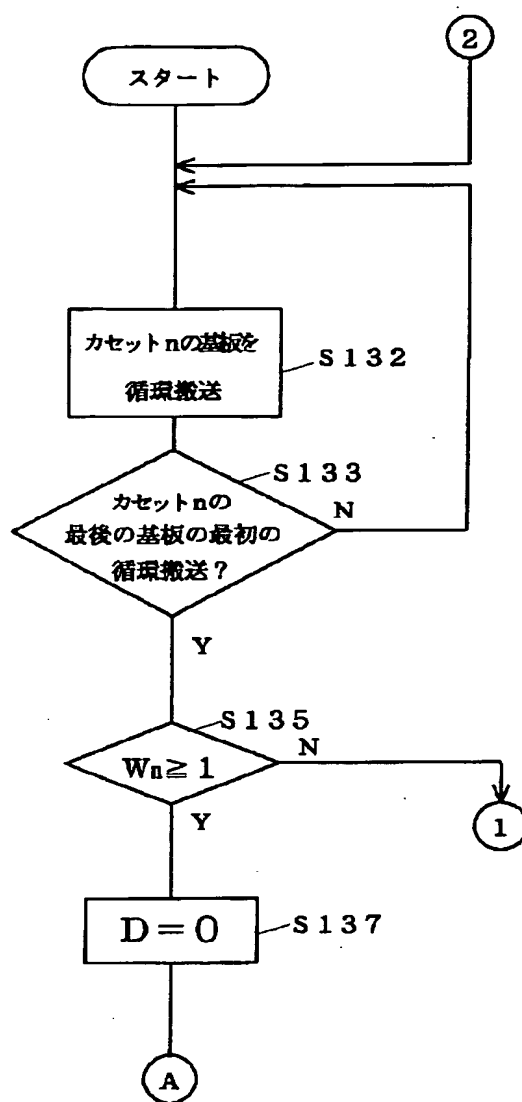 2
スタート
カセットnの基板を
循環搬送
S132
S133
カセットnの
最後の基板の最初の
循環搬送?
N
Y
S135
Wn≧1
N
Y
1
D=0
S137
A